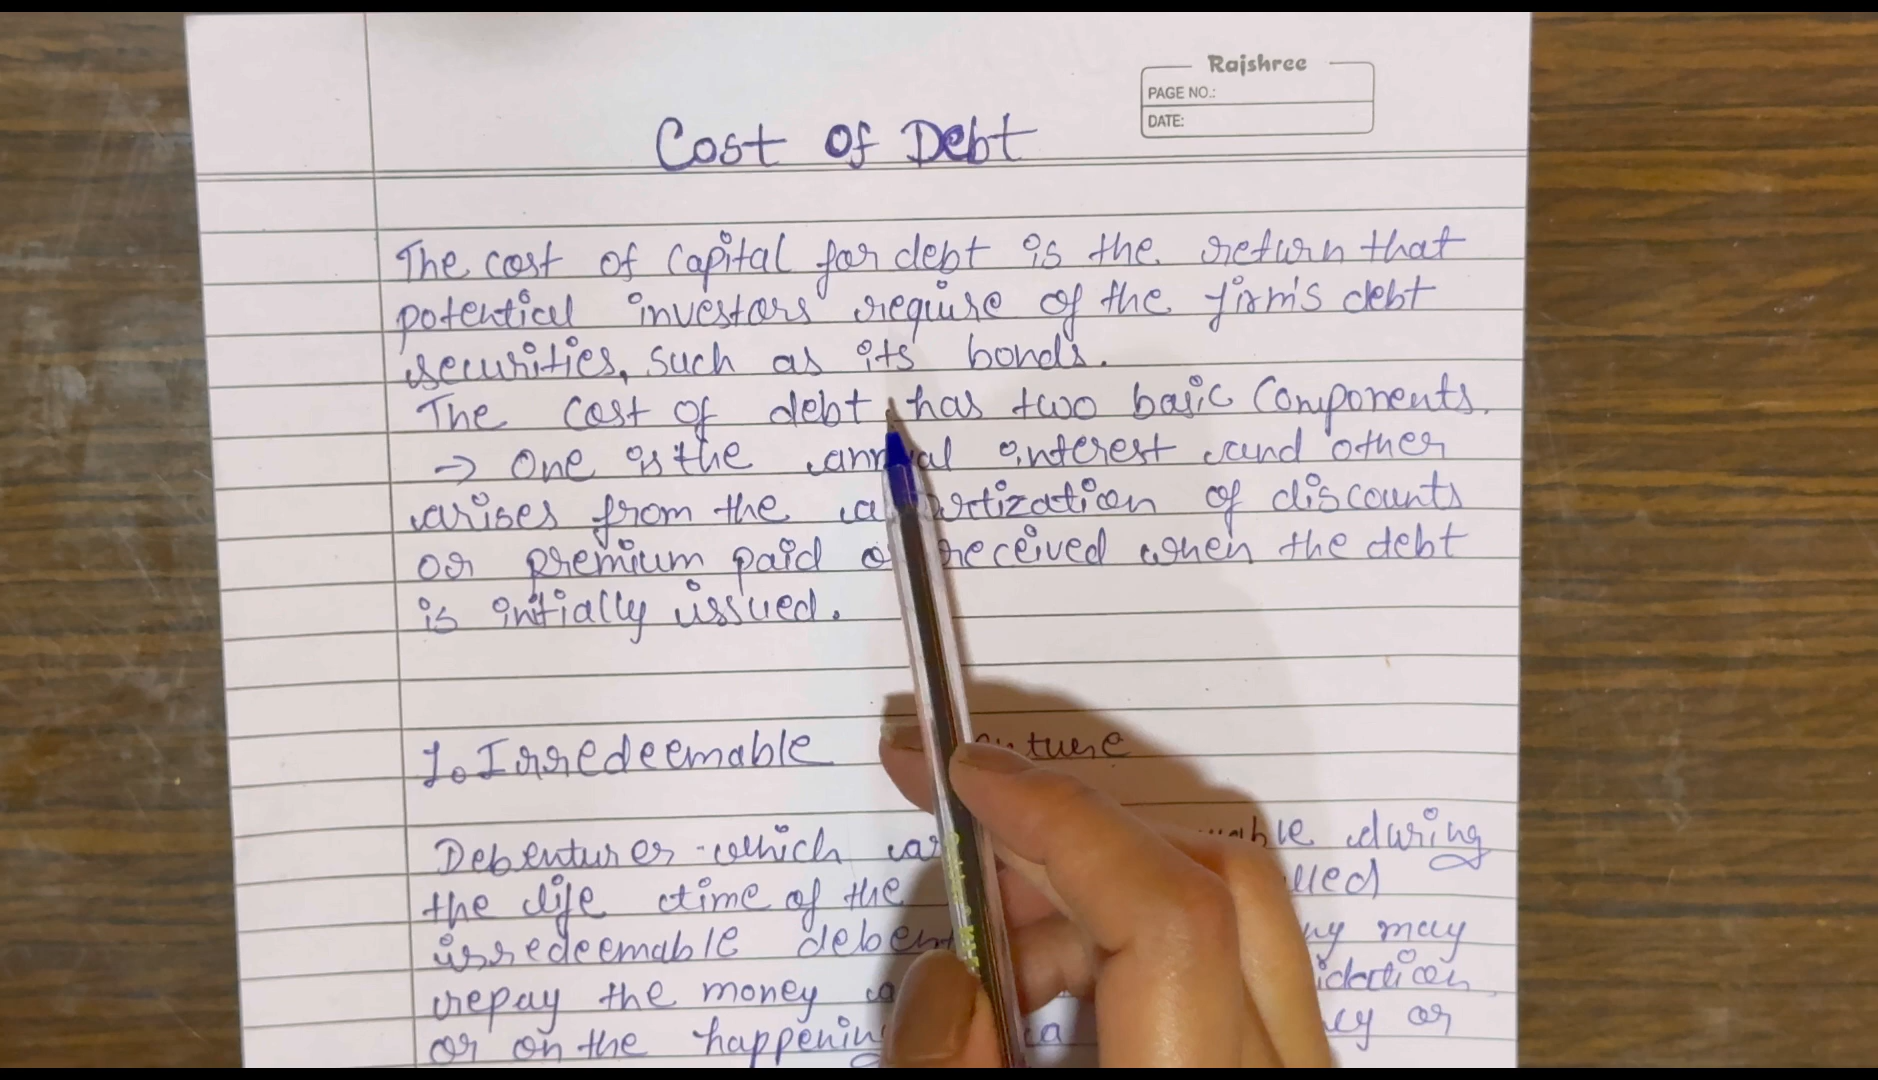 Rajshree
PAGE NO.:
DATE:
Cost Of Debt
The cost of capital for debt is the return that
potential investors require of the firm's debt
securities, such as its bonds.
The cost of debt has two basic Components.
→ One is the annual interest and other
arises from the of discounts
or premium paid received when the debt
is initially issued.
1. Irredeemable
Debentures which during
the life time of the
irredeemable may
repay the money
or on the a or